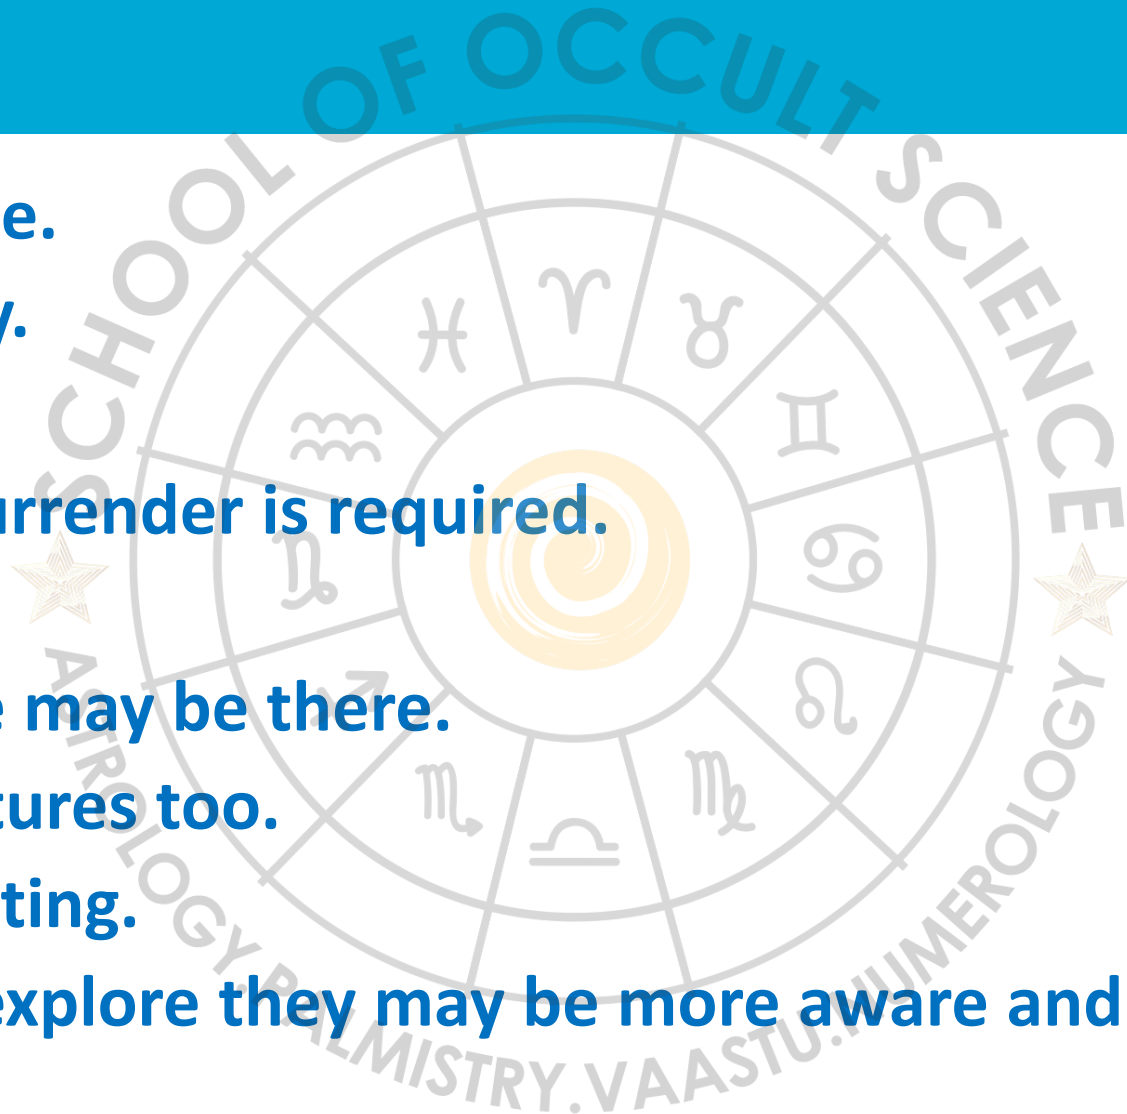 SCHOOL OF OCCULT SCIENCE
e.
y.
urrender is required.
may be there.
tures too.
ting.
explore they may be more aware and
ASTROLOGY.PALMISTRY.VAASTU.NUMEROLOGY